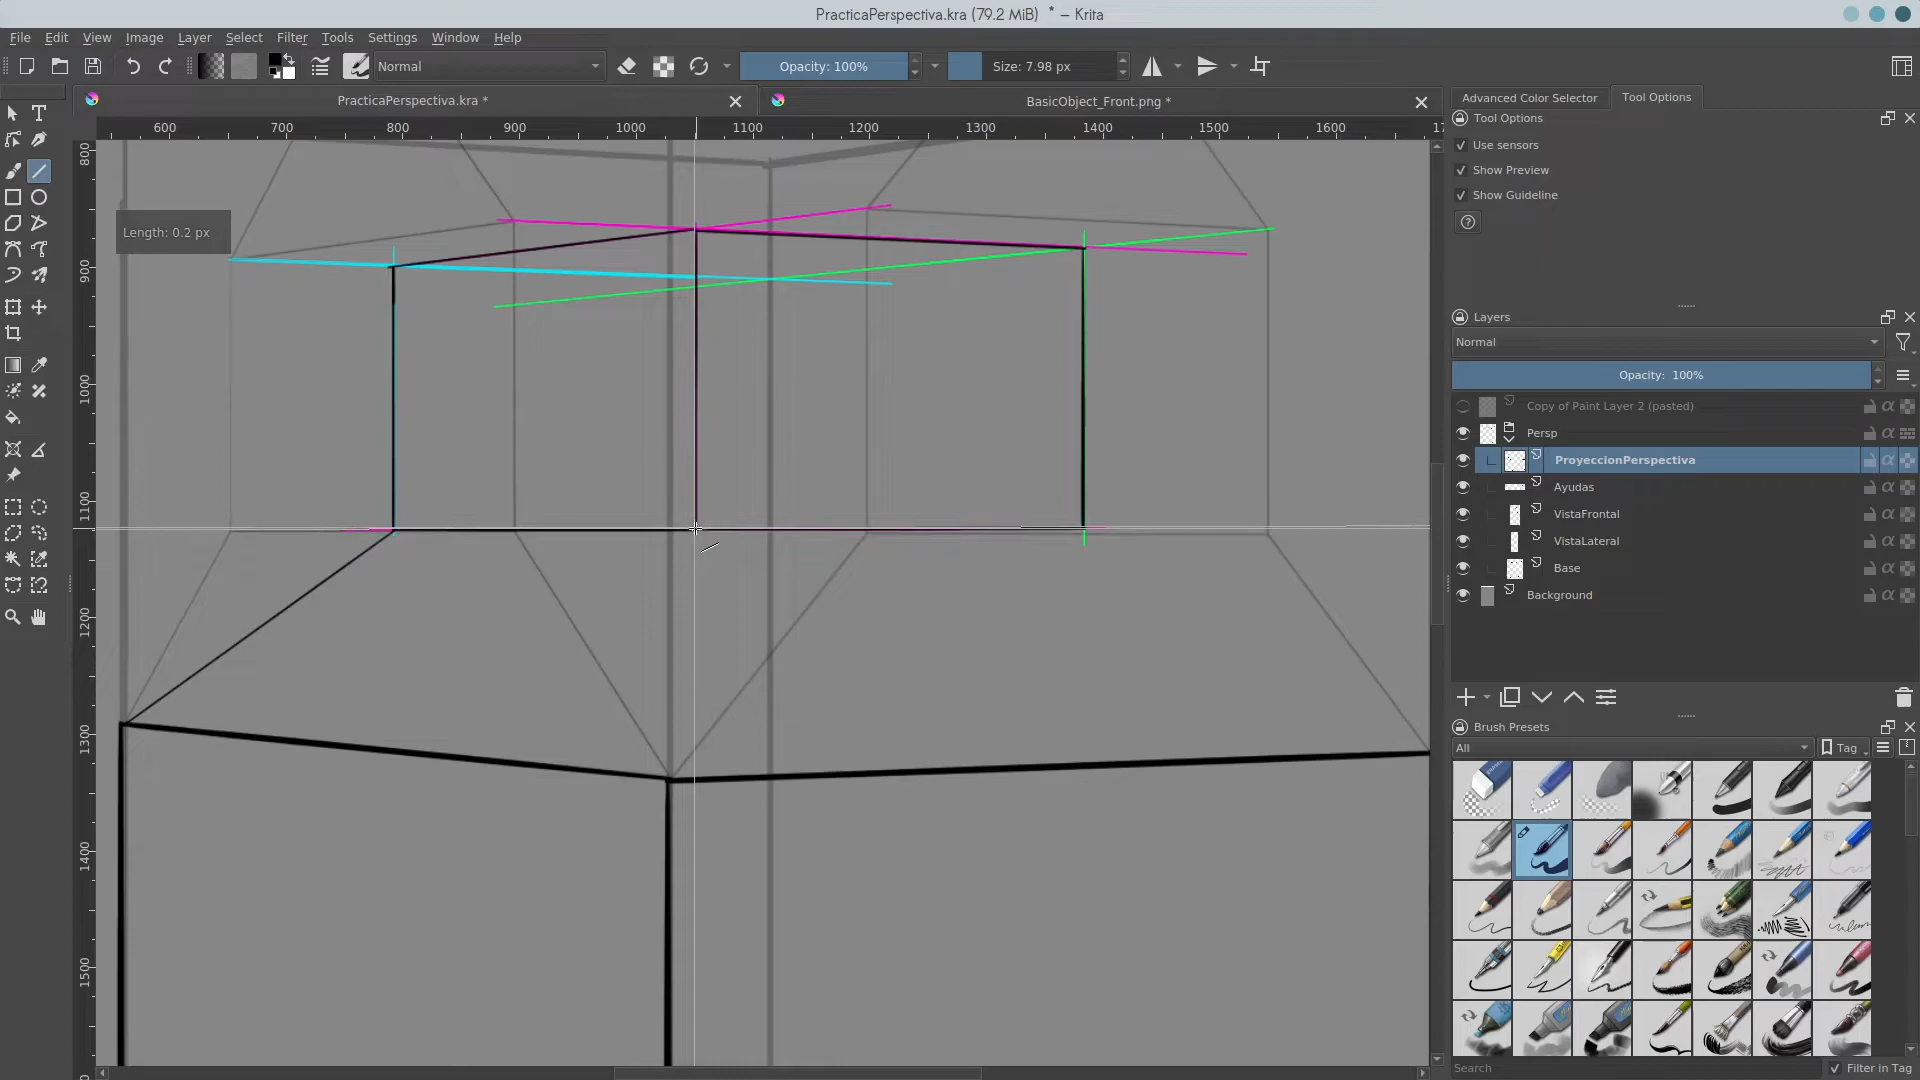 PracticaPerspectiva.kra (79.2 MiB) * – Krita
File Edit View Image Layer Select Filter Tools Settings Window Help
Normal
Opacity: 100%
Size: 7.98 px
PracticaPerspectiva.kra *
BasicObject_Front.png *
Advanced Color Selector
Tool Options
600 700 800 900 1000 1100 1200 1300 1400 1500 1600 17
800
900
1000
1100
1200
1300
1400
1500
Length: 0.2 px
Tool Options
Use sensors
Show Preview
Show Guideline
Layers
Normal
Opacity: 100%
Copy of Paint Layer 2 (pasted)
Persp
ProyeccionPerspectiva
Ayudas
VistaFrontal
VistaLateral
Base
Background
Brush Presets
All
Tag
Search
Filter in Tag